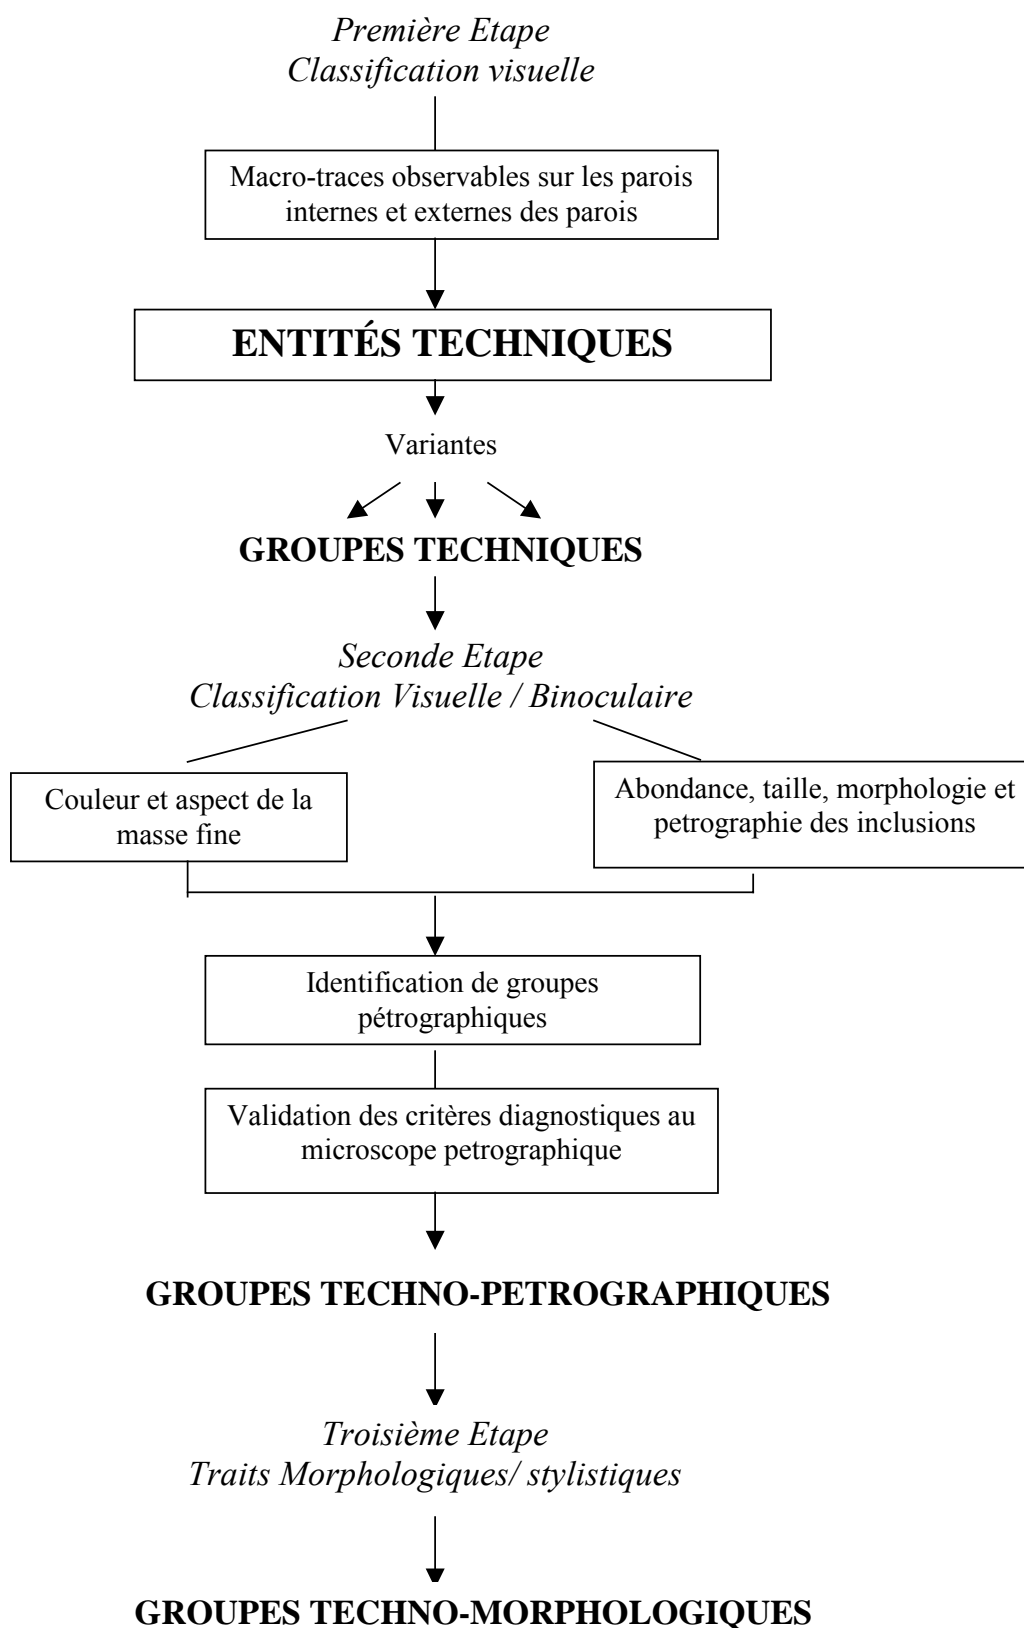 Première Etape
Classification visuelle
Macro-traces observables sur les parois
internes et externes des parois
ENTITÉS TECHNIQUES
Variantes
GROUPES TECHNIQUES
Seconde Etape
Classification Visuelle / Binoculaire
Couleur et aspect de la
masse fine
Abondance, taille, morphologie et
petrographie des inclusions
Identification de groupes
pétrographiques
Validation des critères diagnostiques au
microscope petrographique
GROUPES TECHNO-PETROGRAPHIQUES
Troisième Etape
Traits Morphologiques/ stylistiques
GROUPES TECHNO-MORPHOLOGIQUES